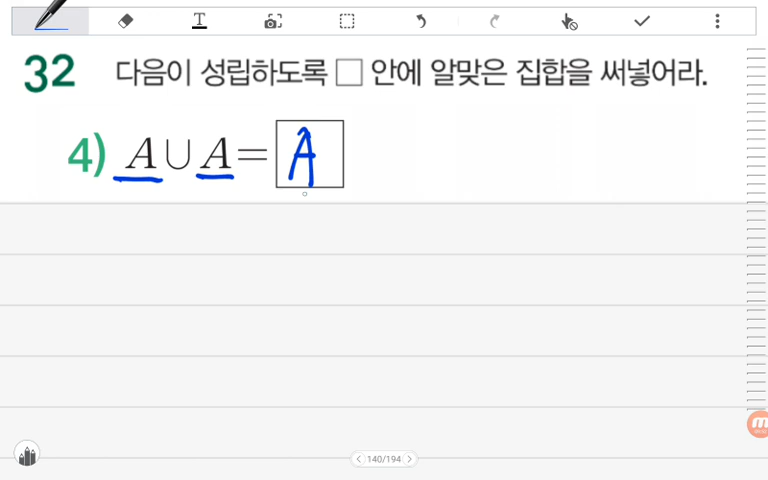 T
32 다음이 성립하도록 □ 안에 알맞은 집합을 써넣어라.
4) A∪A= A
140/194